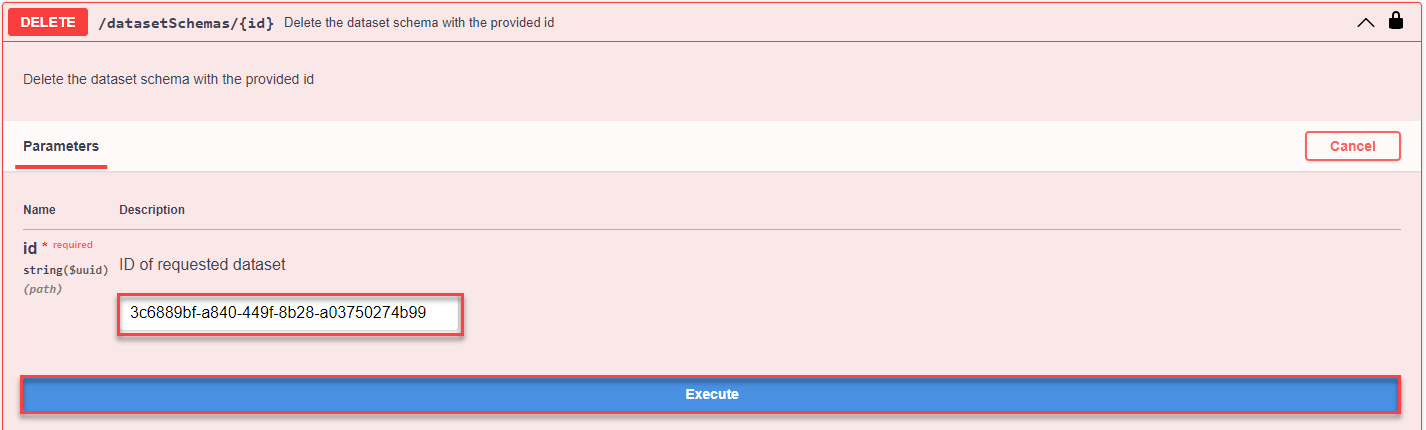 DELETE /datasetSchemas/{id} Delete the dataset schema with the provided id
Delete the dataset schema with the provided id
Parameters Cancel
Name Description
id * required
string($uuid)
(path)
ID of requested dataset
3c6889bf-a840-449f-8b28-a03750274b99
Execute